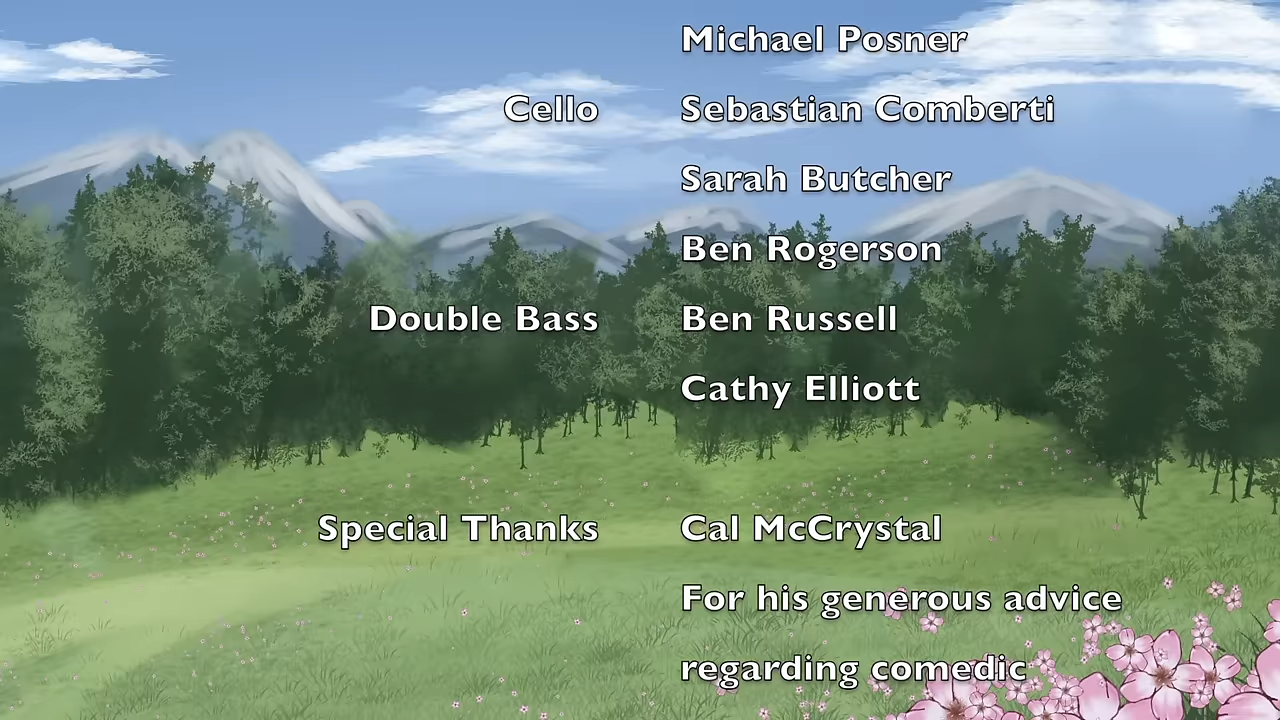 Michael Posner
Cello Sebastian Comberti
Sarah Butcher
Ben Rogerson
Double Bass Ben Russell
Cathy Elliott
Special Thanks Cal McCrystal
For his generous advice
regarding comedic